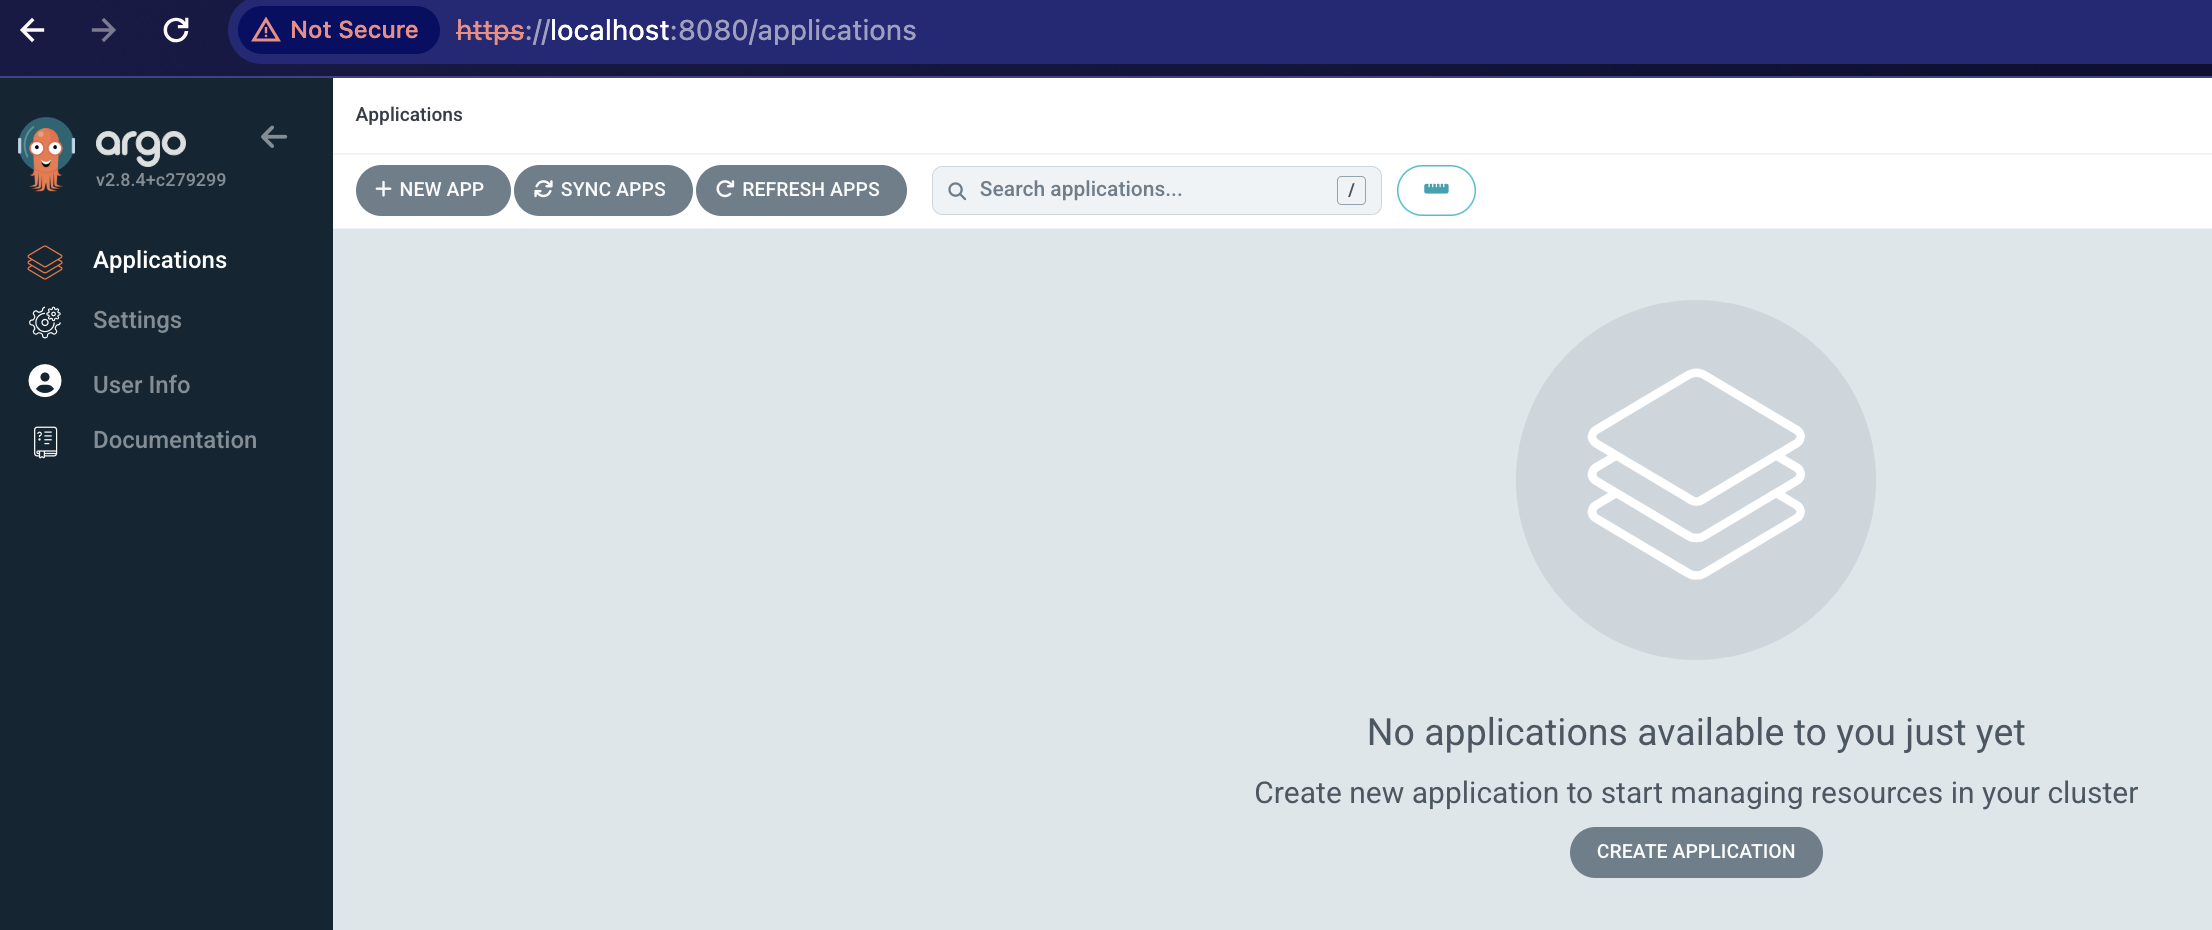 Not Secure https://localhost:8080/applications
argo
v2.8.4+c279299
Applications
Settings
User Info
Documentation
Applications
+ NEW APP SYNC APPS REFRESH APPS Search applications... /
No applications available to you just yet
Create new application to start managing resources in your cluster
CREATE APPLICATION